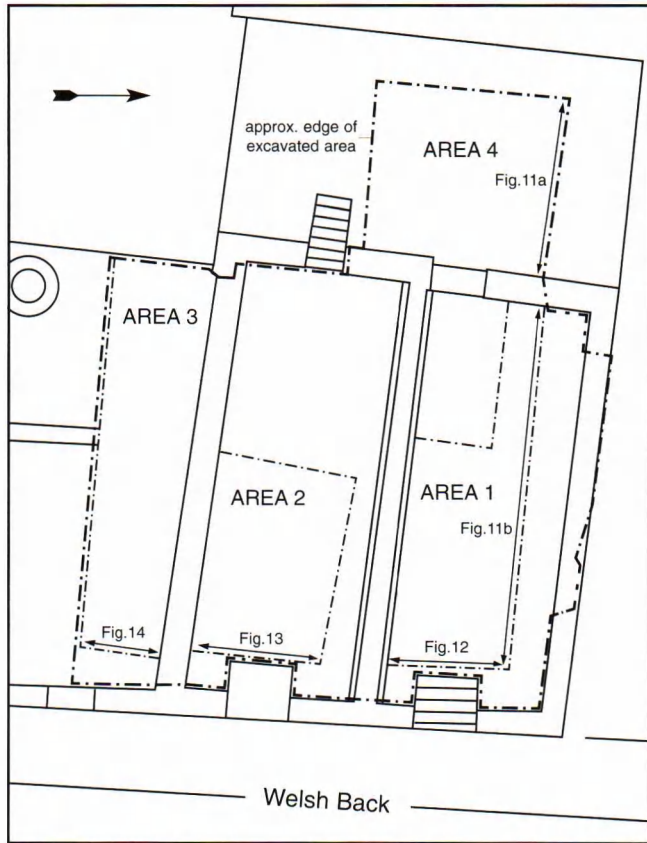 approx. edge of
excavated area
AREA 4
Fig.11a
AREA 3
AREA 2
AREA 1
Fig.11b
Fig.14
Fig.13
Fig.12
Welsh Back